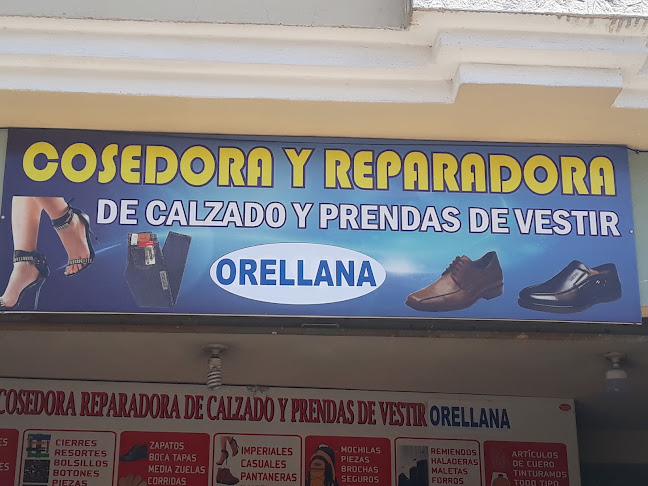 COSEDORA Y REPARADORA
DE CALZADO Y PRENDAS DE VESTIR
ORELLANA
COSEDORA REPARADORA DE CALZADO Y PRENDAS DE VESTIR ORELLANA
CIERRES
RESORTES
BOLSILLOS
BOTONES
PIEZAS
ZAPATOS
BOCA TAPAS
MEDIA ZUELAS
CORRIDAS
IMPERIALES
CASUALES
PANTANERAS
MOCHILAS
PIEZAS
BROCHAS
SEGUROS
REMIENDOS
HALADERAS
MALETAS
FORROS
ARTÍCULOS
DE CUERO
TINTURAMOS
TODO TIPO